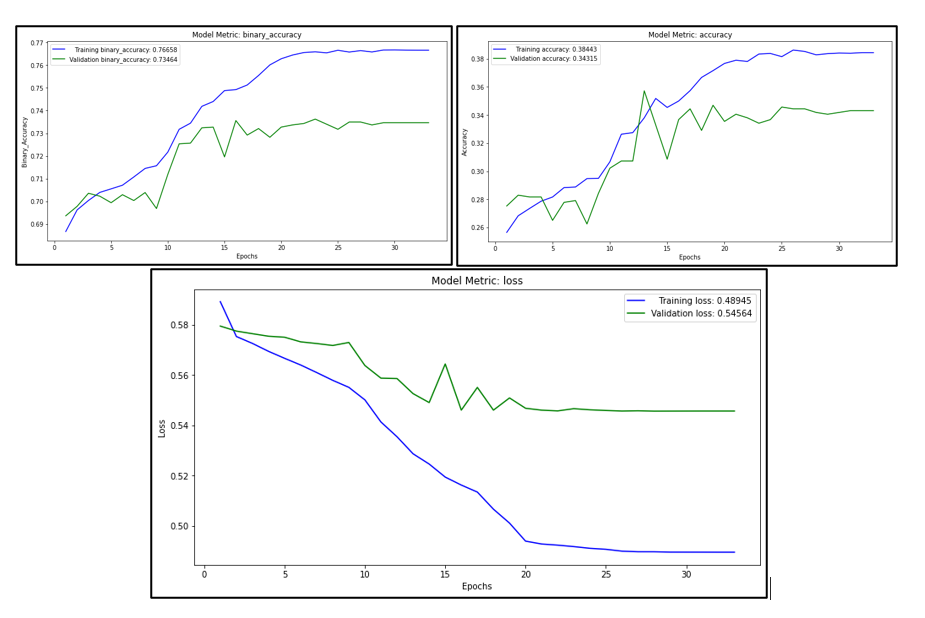 Model Metric: binary_accuracy
Training binary_accuracy: 0.76658
Validation binary_accuracy: 0.73464
Binary_Accuracy
0.77
0.76
0.75
0.74
0.73
0.72
0.71
0.70
0.69
0 5 10 15 20 25 30
Epochs
Model Metric: accuracy
Training accuracy: 0.38443
Validation accuracy: 0.34315
Accuracy
0.38
0.36
0.34
0.32
0.30
0.28
0.26
0 5 10 15 20 25 30
Epochs
Model Metric: loss
Training loss: 0.48945
Validation loss: 0.54564
Loss
0.58
0.56
0.54
0.52
0.50
0 5 10 15 20 25 30
Epochs